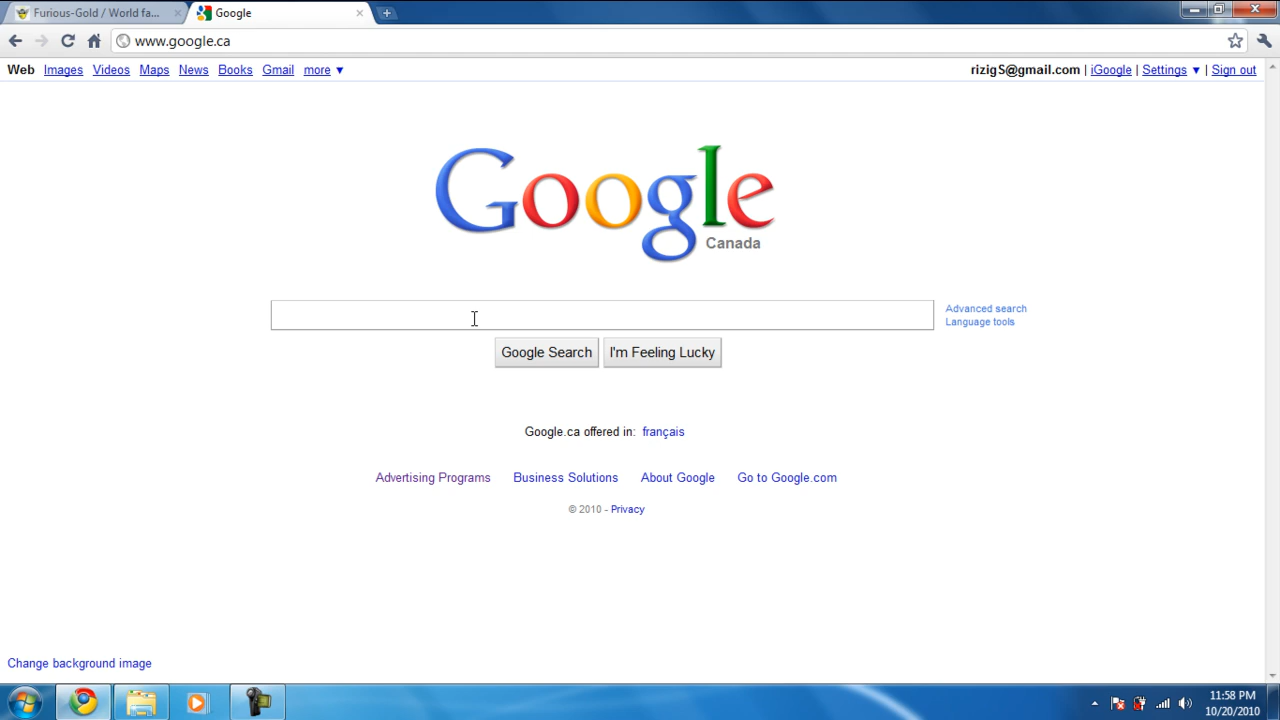 Furious-Gold / World fa...
Google
www.google.ca
Web Images Videos Maps News Books Gmail more ▼
rizig5@gmail.com | iGoogle | Settings ▼ | Sign out
Google
Canada
Advanced search
Language tools
Google Search I'm Feeling Lucky
Google.ca offered in: français
Advertising Programs Business Solutions About Google Go to Google.com
© 2010 - Privacy
Change background image
11:58 PM
10/20/2010